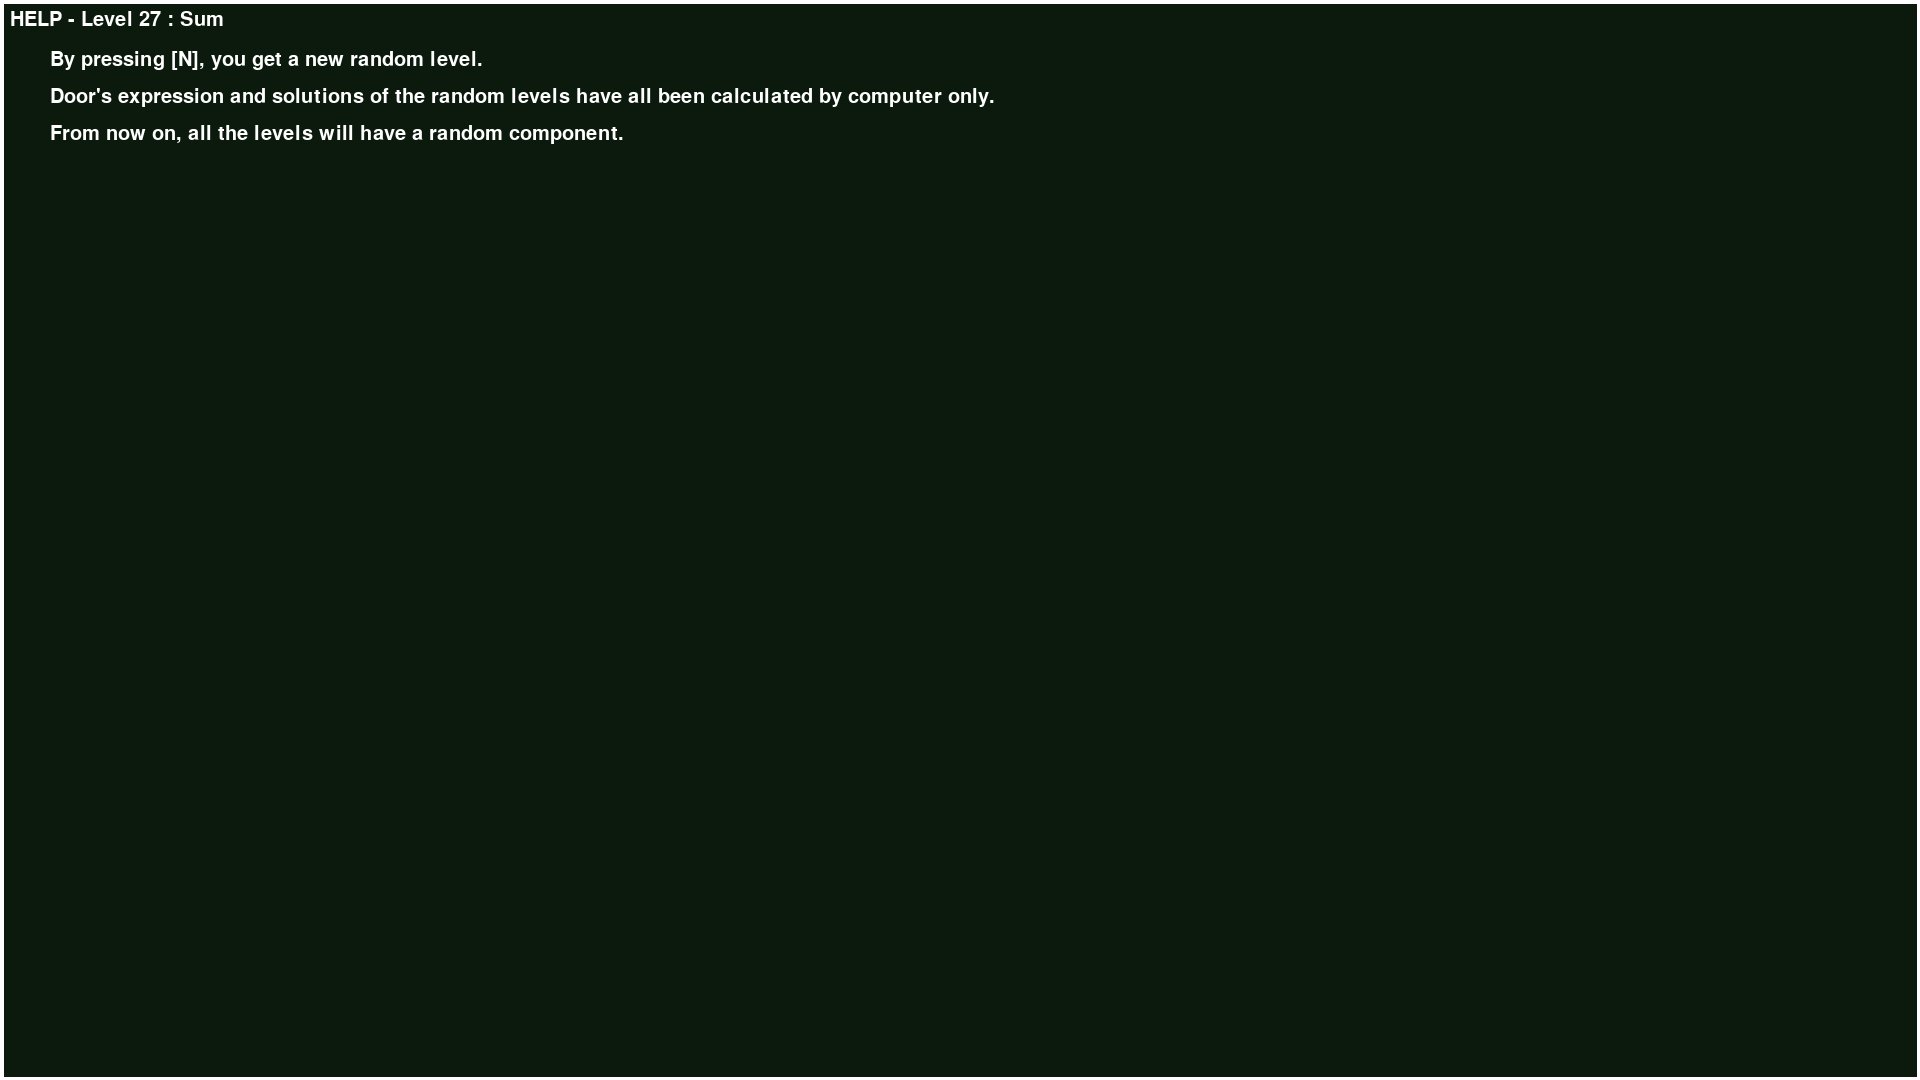 HELP - Level 27 : Sum
By pressing [N], you get a new random level.
Door's expression and solutions of the random levels have all been calculated by computer only.
From now on, all the levels will have a random component.